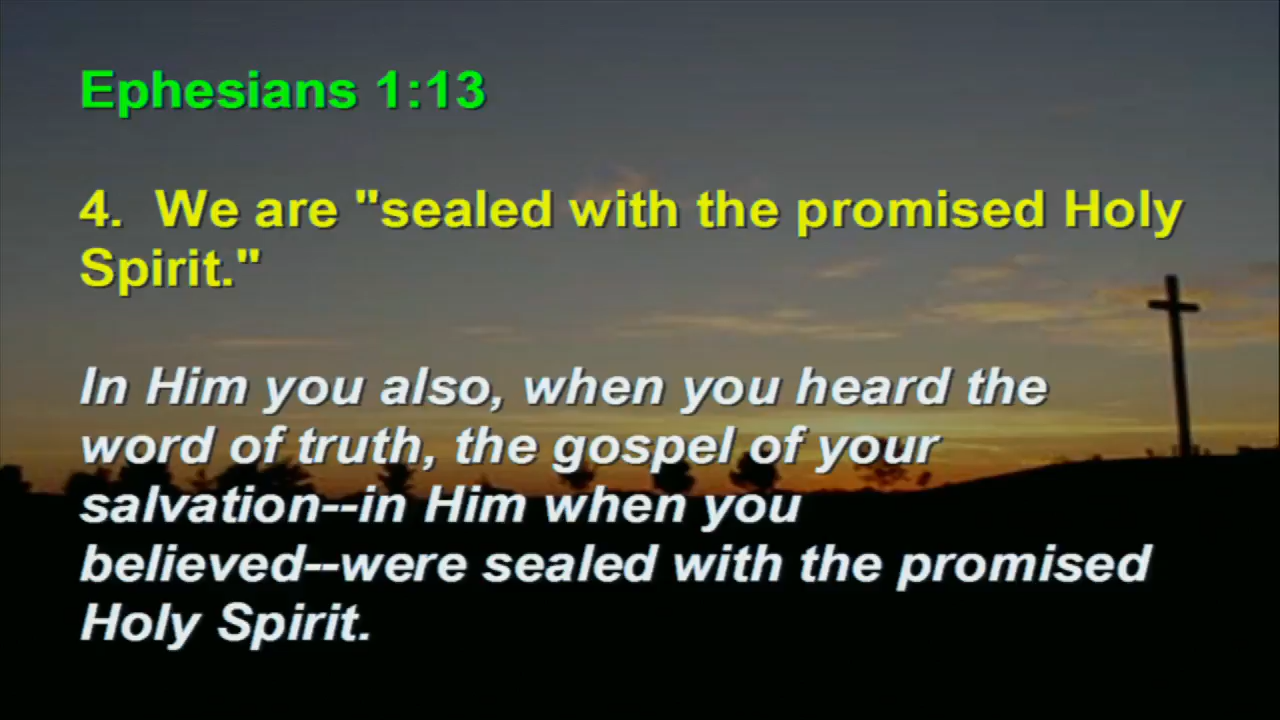 Ephesians 1:13
4. We are "sealed with the promised Holy
Spirit."
In Him you also, when you heard the
word of truth, the gospel of your
salvation--in Him when you
believed--were sealed with the promised
Holy Spirit.